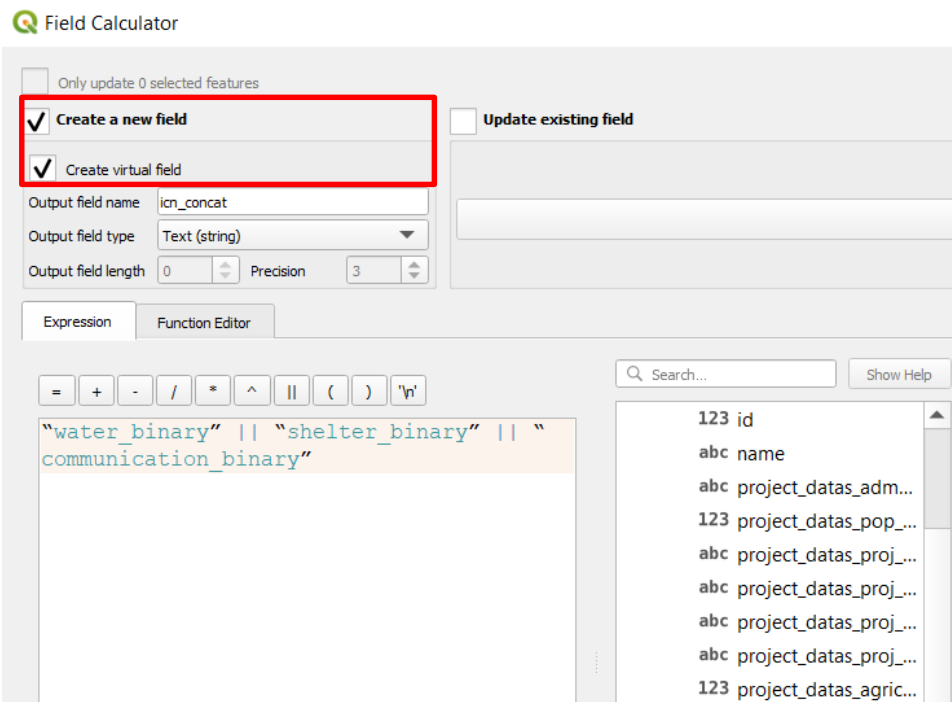 Field Calculator
Only update 0 selected features
Create a new field
Update existing field
Create virtual field
Output field name icn_concat
Output field type Text (string)
Output field length 0 Precision 3
Expression Function Editor
= + - / * ^ || ( ) '\n'
Search... Show Help
“water_binary” || “shelter_binary” || “
communication_binary”
123 id
abc name
abc project_datas_adm...
123 project_datas_pop_...
abc project_datas_proj_...
abc project_datas_proj_...
abc project_datas_proj_...
abc project_datas_proj_...
123 project_datas_agric...